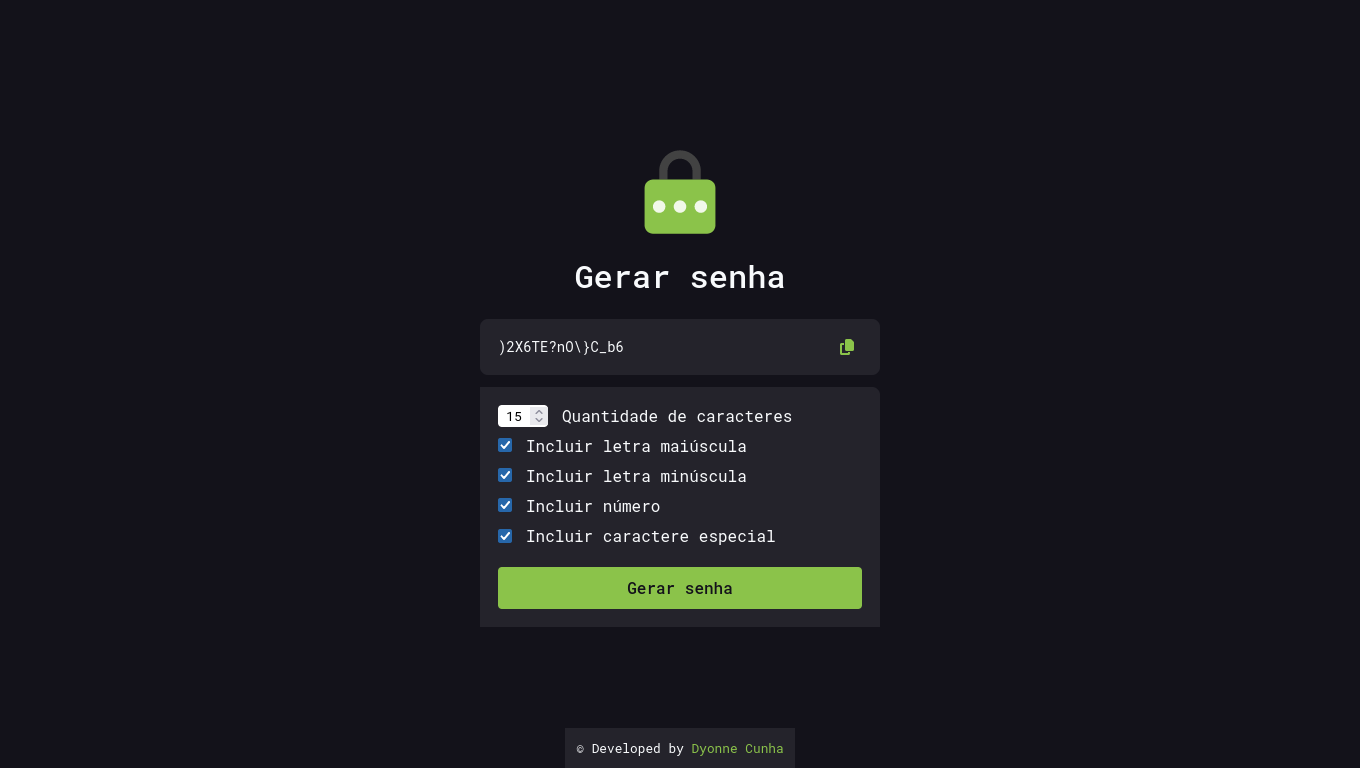 Gerar senha
)2X6TE?nO\}C_b6
15 Quantidade de caracteres
Incluir letra maiúscula
Incluir letra minúscula
Incluir número
Incluir caractere especial
Gerar senha
© Developed by Dyonne Cunha